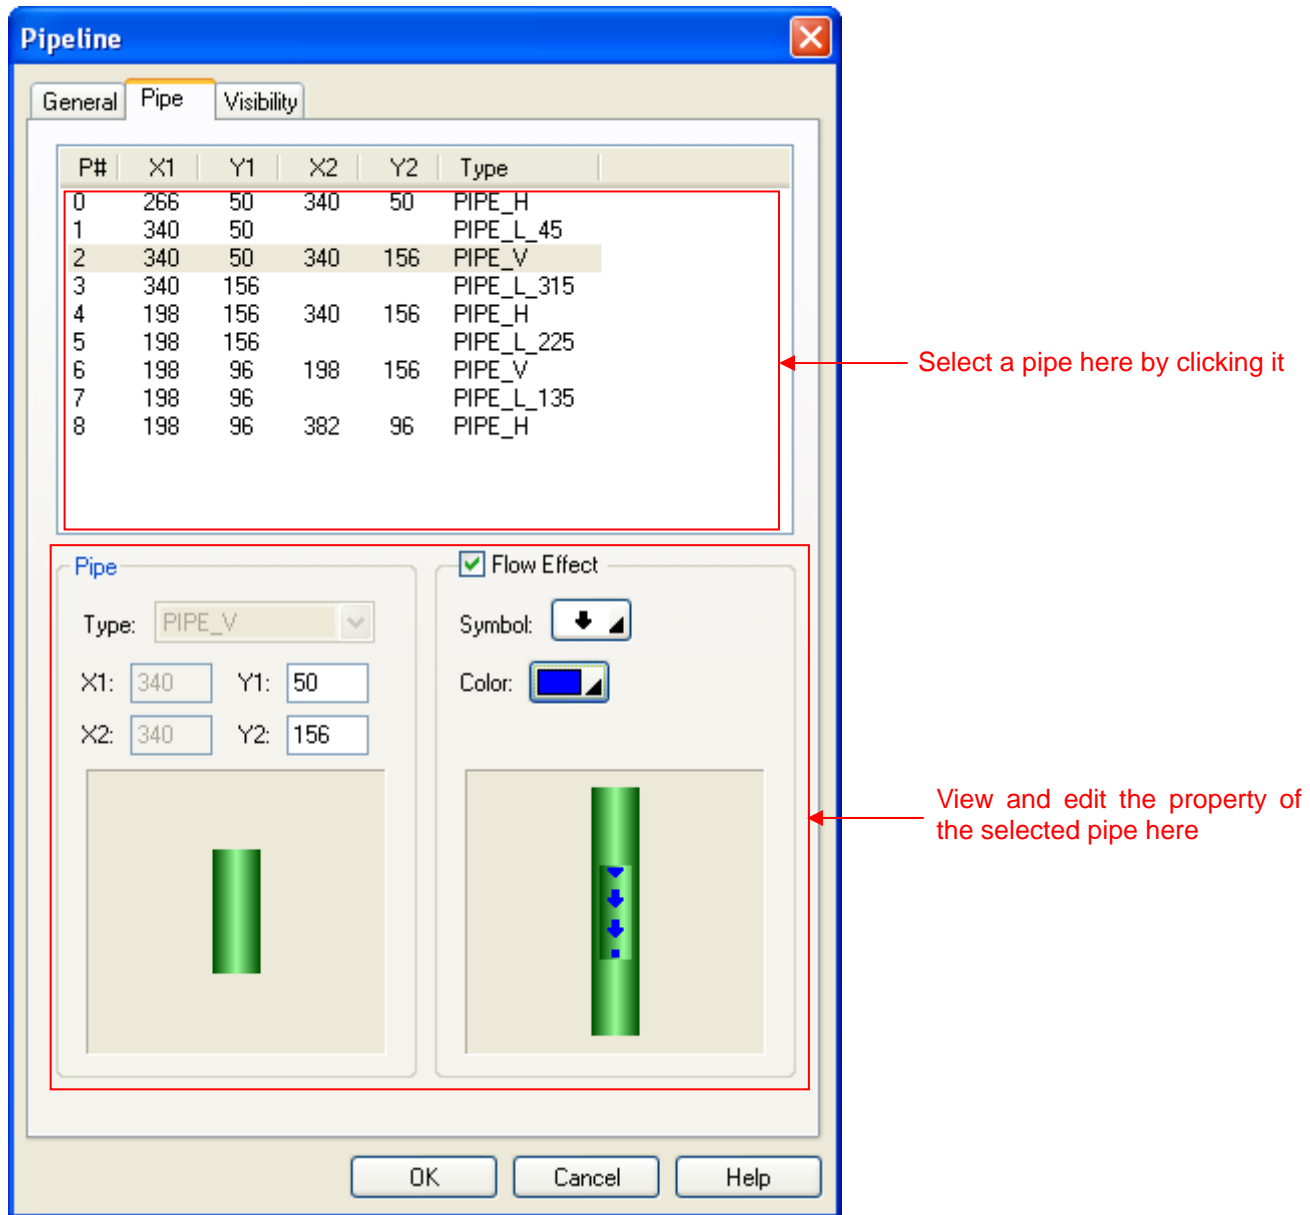 Pipeline
General Pipe Visibility
P# X1 Y1 X2 Y2 Type
0 266 50 340 50 PIPE_H
1 340 50 PIPE_L_45
2 340 50 340 156 PIPE_V
3 340 156 PIPE_L_315
4 198 156 340 156 PIPE_H
5 198 156 PIPE_L_225
6 198 96 198 156 PIPE_V
7 198 96 PIPE_L_135
8 198 96 382 96 PIPE_H
Select a pipe here by clicking it
Pipe
Type: PIPE_V
X1: 340 Y1: 50
X2: 340 Y2: 156
Flow Effect
Symbol:
Color:
View and edit the property of
the selected pipe here
OK Cancel Help